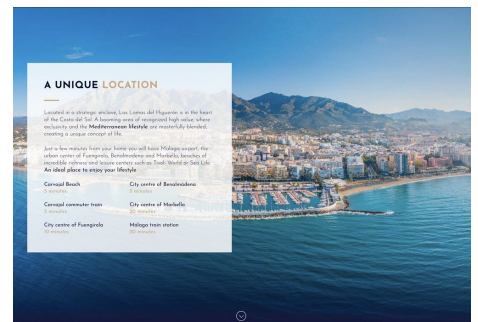 A UNIQUE LOCATION
Located in a strategic enclave, Las Lomas del Higuerón is in the heart
of the Costa del Sol. A booming area of recognized high value, where
exclusivity and the Mediterranean lifestyle are masterfully blended,
creating a unique concept of life.
Just a few minutes from your home you will have Málaga airport, the
urban center of Fuengirola, Benalmádena and Marbella, beaches of
incredible calmness and leisure centers such as Tivoli World or Sea Life.
An ideal place to enjoy your lifestyle
Carvajal Beach
5 minutes
City centre of Benalmádena
5 minutes
Carvajal commuter train
5 minutes
City centre of Marbella
20 minutes
City centre of Fuengirola
10 minutes
Málaga train station
20 minutes